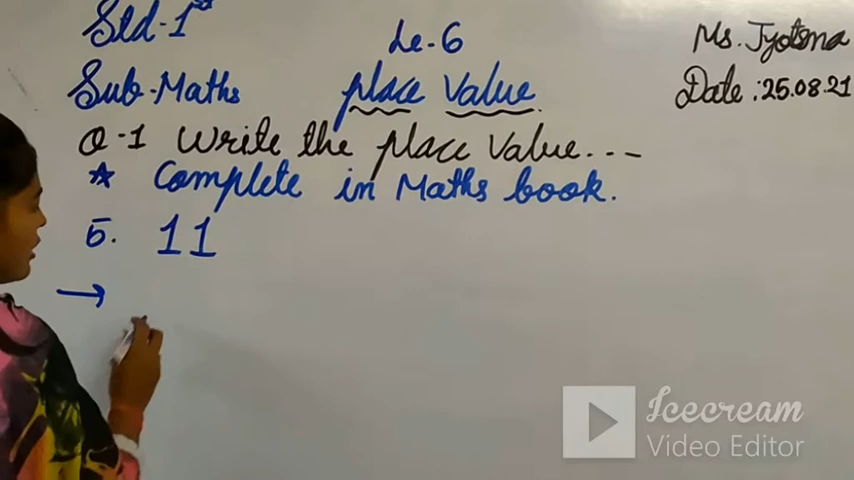 Std-1st
Le-6
Ms. Jyotsna
Sub-Maths
place Value.
Date :25.08.21
Q-1 Write the place Value...
☆ Complete in Maths book.
5. 11
→
Icecream
Video Editor